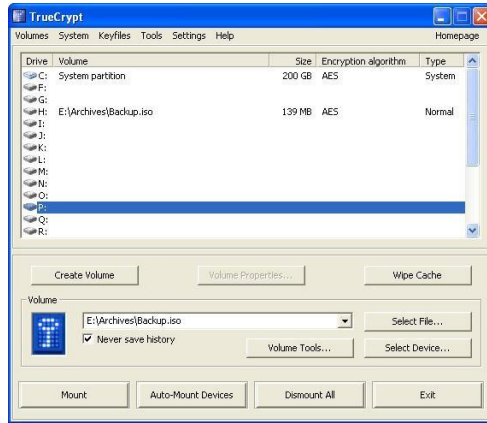 TrueCrypt
Volumes System Keyfiles Tools Settings Help Homepage
Drive Volume Size Encryption algorithm Type
C: System partition 200 GB AES System
F:
G:
H: E:\Archives\Backup.iso 139 MB AES Normal
I:
J:
K:
L:
M:
N:
O:
P:
Q:
R:
Create Volume Volume Properties... Wipe Cache
Volume
E:\Archives\Backup.iso Select File...
Never save history Volume Tools... Select Device...
Mount Auto-Mount Devices Dismount All Exit